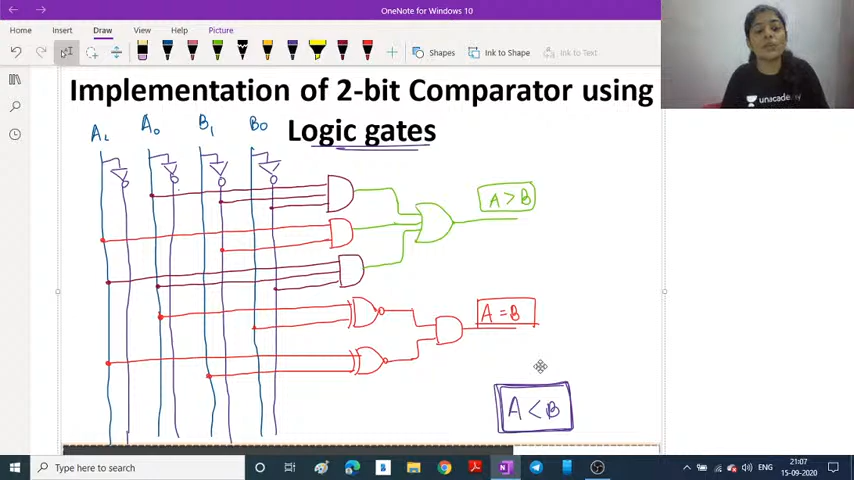 OneNote for Windows 10
Home Insert Draw View Help Picture
Shapes Ink to Shape Ink to Text
Implementation of 2-bit Comparator using
Logic gates
A₁ A₀ B₁ B₀
A > B
A = B
A < B
unacademy
Type here to search
ENG
21:07
15-09-2020